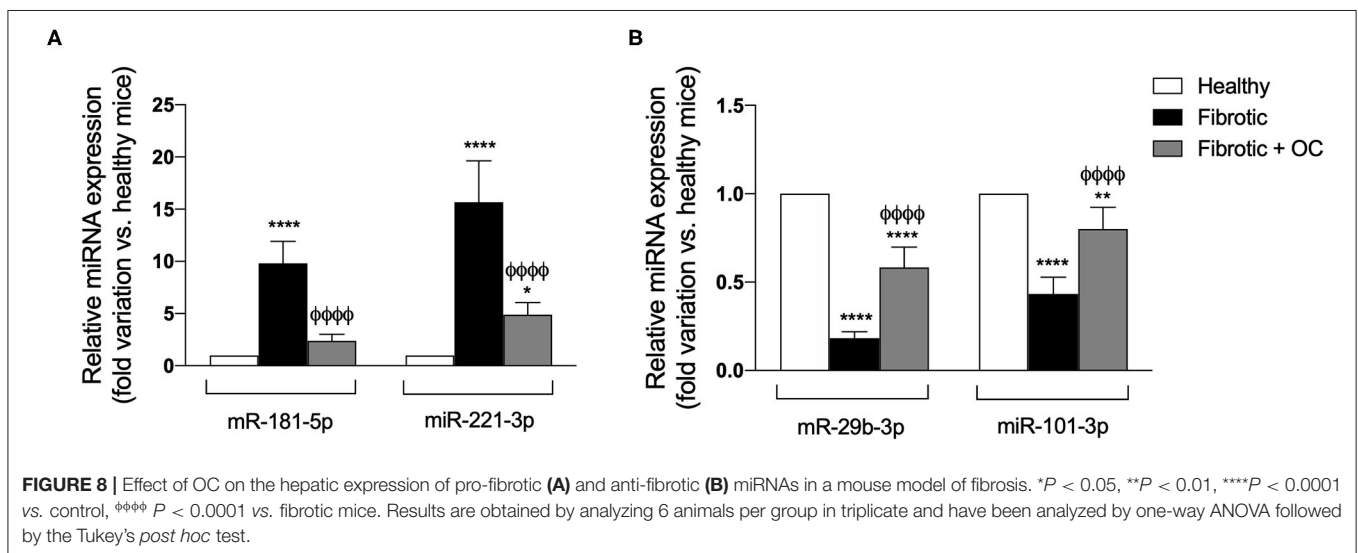 A
Relative miRNA expression
(fold variation vs. healthy mice)
25
20
15
10
5
0
****
ϕϕϕϕ
****
ϕϕϕϕ
*
mR-181-5p
miR-221-3p
B
Relative miRNA expression
(fold variation vs. healthy mice)
1.5
1.0
0.5
0.0
****
ϕϕϕϕ
****
****
ϕϕϕϕ
**
mR-29b-3p
miR-101-3p
Healthy
Fibrotic
Fibrotic + OC
FIGURE 8 | Effect of OC on the hepatic expression of pro-fibrotic (A) and anti-fibrotic (B) miRNAs in a mouse model of fibrosis. *P < 0.05, **P < 0.01, ****P < 0.0001
vs. control, ϕϕϕϕ P < 0.0001 vs. fibrotic mice. Results are obtained by analyzing 6 animals per group in triplicate and have been analyzed by one-way ANOVA followed
by the Tukey's post hoc test.